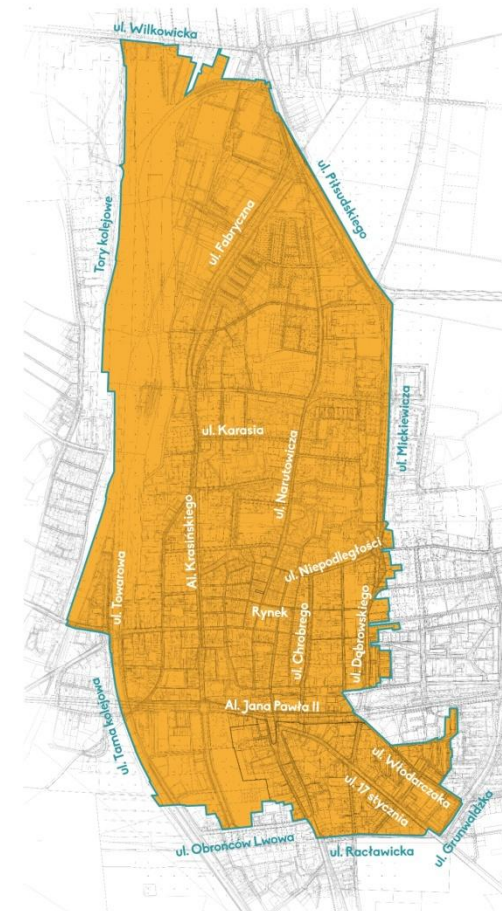 ul. Wilkowicka
ul. Piłsudskiego
Tory kolejowe
ul. Fabryczna
ul. Karasia
ul. Narutowicza
ul. Mickiewicza
Al. Krasińskiego
ul. Niepodległości
ul. Towarowa
Rynek
ul. Chrobrego
ul. Dąbrowskiego
ul. Tama kolejowa
Al. Jana Pawła II
ul. Włodarczaka
ul. 17 stycznia
ul. Grunwaldzka
ul. Obrońców Lwowa
ul. Racławicka